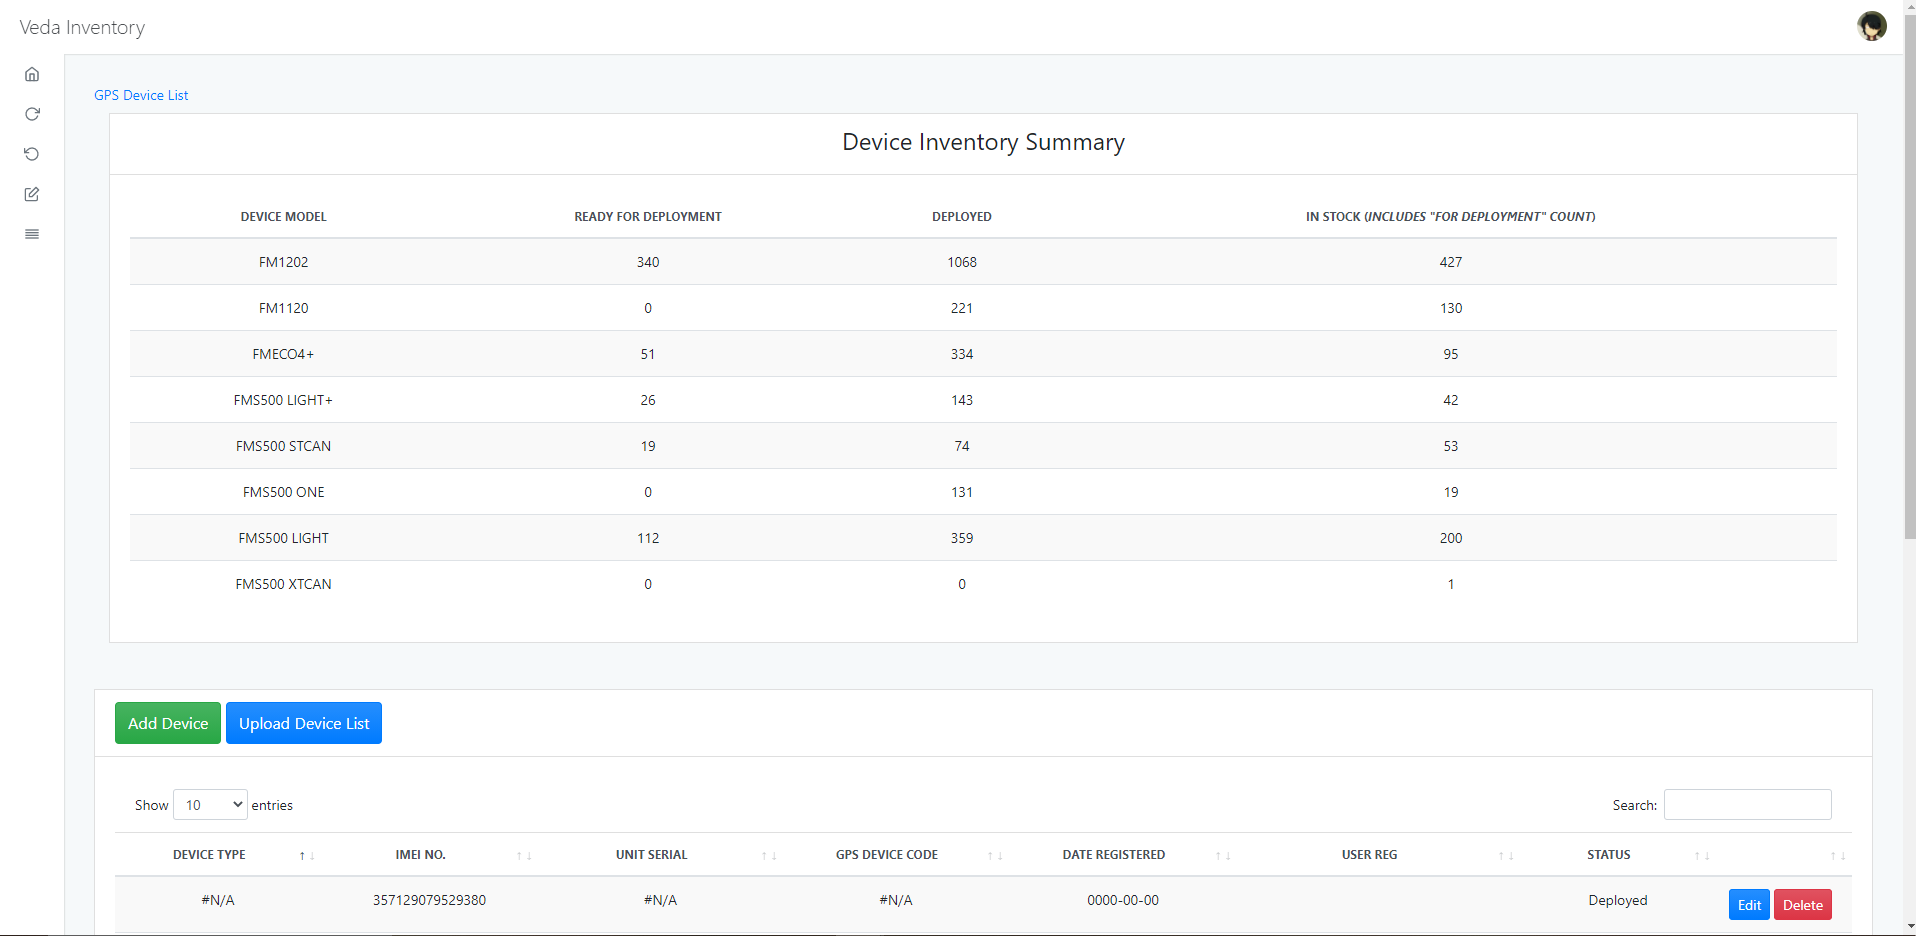 Veda Inventory
GPS Device List
Device Inventory Summary
DEVICE MODEL READY FOR DEPLOYMENT DEPLOYED IN STOCK (INCLUDES "FOR DEPLOYMENT" COUNT)
FM1202 340 1068 427
FM1120 0 221 130
FMECO4+ 51 334 95
FMS500 LIGHT+ 26 143 42
FMS500 STCAN 19 74 53
FMS500 ONE 0 131 19
FMS500 LIGHT 112 359 200
FMS500 XTCAN 0 0 1
Add Device Upload Device List
Show 10 entries Search:
DEVICE TYPE IMEI NO. UNIT SERIAL GPS DEVICE CODE DATE REGISTERED USER REG STATUS
#N/A 357129079529380 #N/A #N/A 0000-00-00 Deployed Edit Delete